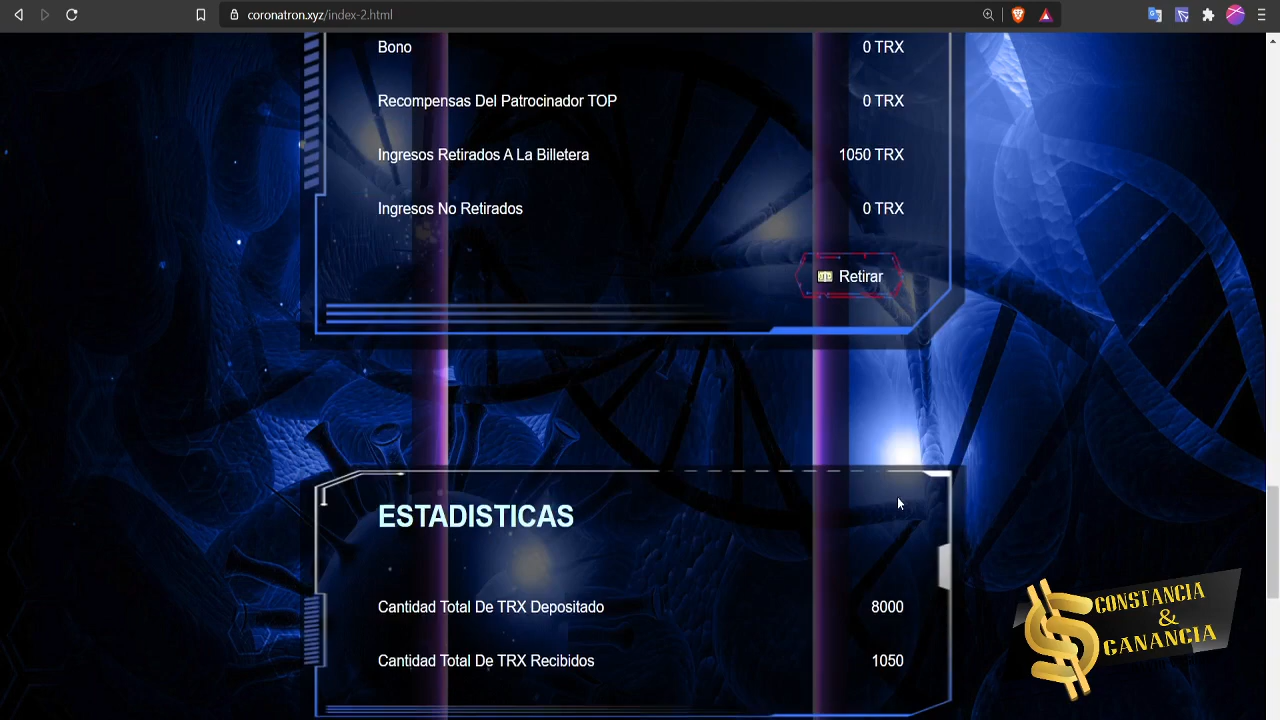 coronatron.xyz/index-2.html
Bono 0 TRX
Recompensas Del Patrocinador TOP 0 TRX
Ingresos Retirados A La Billetera 1050 TRX
Ingresos No Retirados 0 TRX
Retirar
ESTADISTICAS
Cantidad Total De TRX Depositado 8000
Cantidad Total De TRX Recibidos 1050
CONSTANCIA
&
GANANCIA